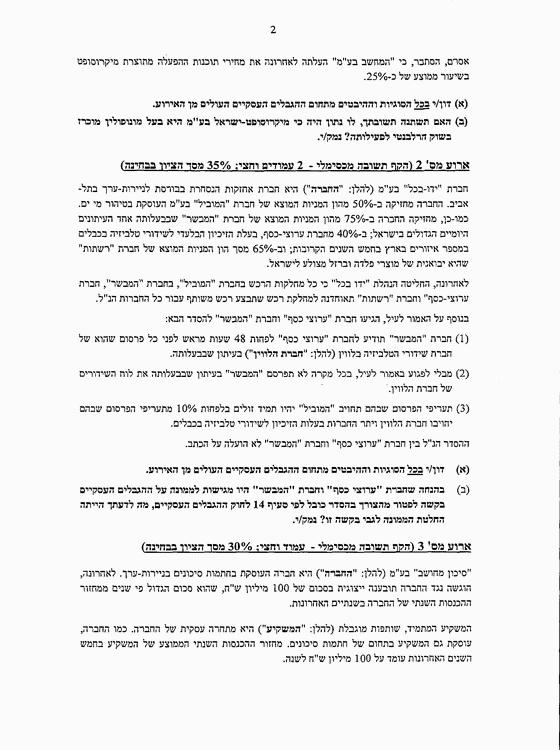 2
אסרם, הסתבר, כי "המחשב בע"מ" העלתה לאחרונה את מחירי תוכנות ההפעלה מתוצרת מיקרוסופט
בשיעור ממוצע של כ-25%.
(א) דון/י בכל הסוגיות וההיבטים מתחום ההגבלים העסקיים העולים מן האירוע.
(ב) האם תשתנה תשובתך, לו נתון היה כי מיקרוסופט-ישראל בע"מ היא בעל מונופולין מוכרז
בשוק הרלבנטי לפעילותה? נמק/י.
ארוע מס' 2 (הקף תשובה מכסימלי - 2 עמודים וחצי; 35% מסך הציון בבחינה)
חברת "ידו-בכל" בע"מ (להלן: "החברה") היא חברת אחזקות הנסחרת בבורסת לניירות-ערך בתל-
אביב. החברה מחזיקה ב-50% מהון המניות המוצא של חברת "המוביל" בע"מ העוסקת בטיהור מי ים.
כמו-כן, מחזיקה החברה ב-75% מהון המניות המוצא של חברת "המבשר" שבבעלותה אחד העיתונים
היומיים הגדולים בישראל; ב-40% מחברת ערוצי-כסף, בעלת הזיכיון הבלעדי לשידורי טלביזיה בכבלים
במספר איזורים בארץ בחמש השנים הקרובות; וב-65% מסך הון המניות המוצא של חברת "רשתות"
שהיא יבואנית של מוצרי פלדה וברזל מצולע לישראל.
לאחרונה, החליטה הנהלת "ידו בכל" כי כל מחלקות הרכש בחברת "המוביל", בחברת "המבשר", חברת
ערוצי-כסף" וחברת "רשתות" תאוחדנה למחלקת רכש שתבצע רכש משותף עבור כל החברות הנ"ל.
בנוסף על האמור לעיל, הגיעו חברת "ערוצי כסף" וחברת "המבשר" להסדר הבא:
(1) חברת "המבשר" תודיע לחברת "ערוצי כסף" לפחות 48 שעות מראש לפני כל פרסום שהוא של
חברת שידורי הטלביזיה בלווין (להלן: "חברת הלווין") בעיתון שבבעלותה.
(2) מבלי לפגוע באמור לעיל, בכל מקרה לא תפרסם "המבשר" בעיתון שבבעלותה את לוח השידורים
של חברת הלווין.
(3) תעריפי הפרסום שבהם תחויב "המוביל" יהיו תמיד זולים בלפחות 10% מתעריפי הפרסום שבהם
יחויבו חברת הלווין ויתר החברות בעלות הזיכיון לשידורי טלביזיה בכבלים.
ההסדר הנ"ל בין חברת "ערוצי כסף" וחברת "המבשר" לא הועלה על הכתב.
(א) דון/י בכל הסוגיות וההיבטים מתחום ההגבלים העסקיים העולים מן האירוע.
(ב) בהנחה שחברת "ערוצי כסף" וחברת "המבשר" היו מגישות לממונה על ההגבלים העסקיים
בקשה לפטור מהצורך בהסדר כובל לפי סעיף 14 לחוק ההגבלים העסקיים, מה לדעתך הייתה
החלטת הממונה לגבי בקשה זו? נמק/י.
ארוע מס' 3 (הקף תשובה מכסימלי - עמוד וחצי; 30% מסך הציון בבחינה)
"סיכון מחושב" בע"מ (להלן: "החברה") היא חברה העוסקת בחתמות סיכונים בניירות-ערך. לאחרונה,
הוגשה נגד החברה תובענה ייצוגית בסכום של 100 מיליון ש"ח, שהוא סכום הגדול פי שנים ממחזור
ההכנסות השנתי של החברה בשנתיים האחרונות.
המשקיע המתמיד, שותפות מוגבלת (להלן: "המשקיע") היא מתחרה עסקית של החברה. כמו החברה,
עוסקת גם המשקיע בתחום של חתמות סיכונים. מחזור ההכנסות השנתי הממוצע של המשקיע בחמש
השנים האחרונות עומד על 100 מיליון ש"ח לשנה.